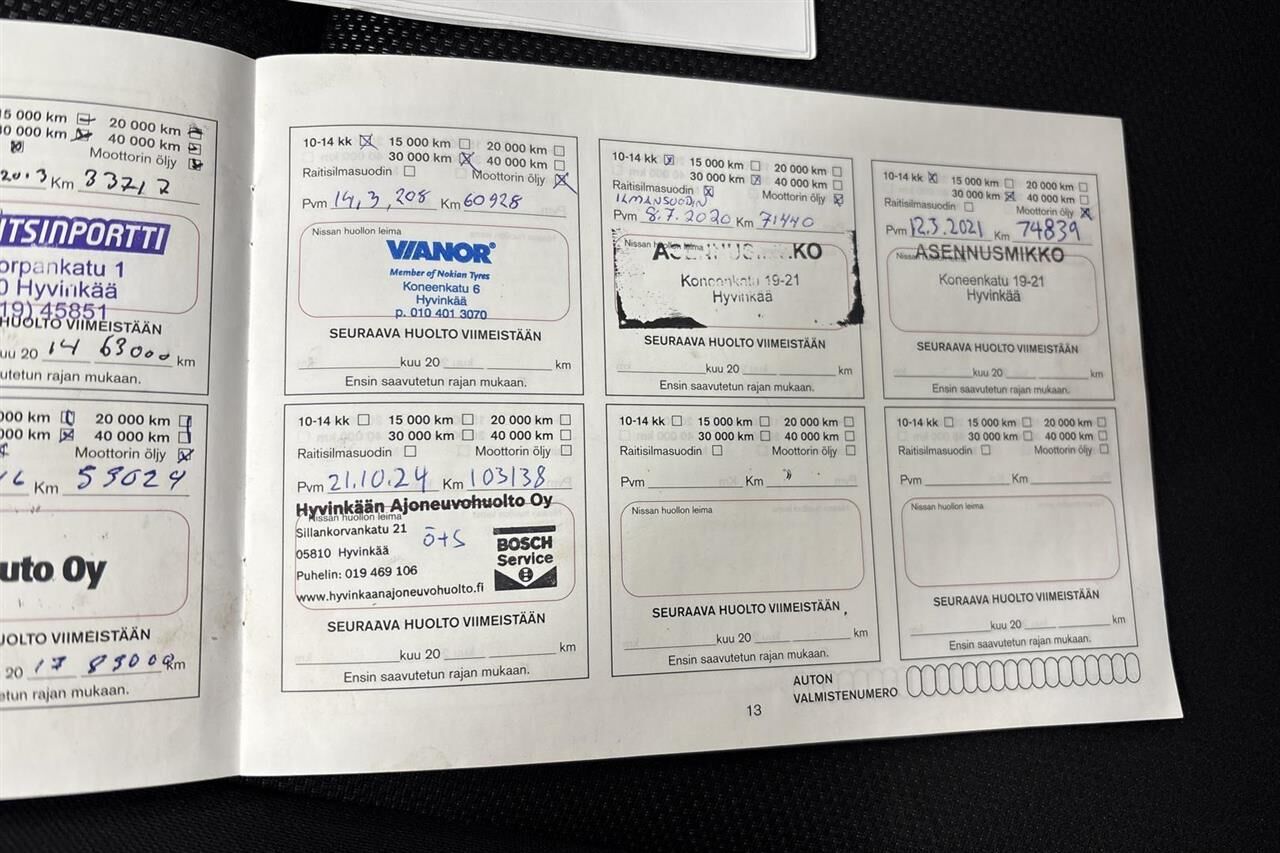 5 000 km 20 000 km
0 000 km 40 000 km
Moottorin öljy
2013 Km 33712
ITSINPORTTI
orpankatu 1
0 Hyvinkää
19) 45851
HUOLTO VIIMEISTÄÄN
uu 20 14 63000 km
utetun rajan mukaan.
000 km 20 000 km
000 km 40 000 km
Moottorin öljy
16 Km 53024
uto Oy
UOLTO VIIMEISTÄÄN
20 17 83000 Km
etun rajan mukaan.
10-14 kk 15 000 km 20 000 km
30 000 km 40 000 km
Raitisilmasuodin Moottorin öljy
Pvm 14,3,208 Km 60928
Nissan huollon leima
VIANOR
Member of Nokian Tyres
Koneenkatu 6
Hyvinkää
p. 010 401 3070
SEURAAVA HUOLTO VIIMEISTÄÄN
kuu 20 km
Ensin saavutetun rajan mukaan.
10-14 kk 15 000 km 20 000 km
30 000 km 40 000 km
Raitisilmasuodin Moottorin öljy
ILMANSUODIN
Pvm 8.7.2020 Km 71440
Nissan huollon leima
ASENNUSMIKKO
Koneenkatu 19-21
Hyvinkää
SEURAAVA HUOLTO VIIMEISTÄÄN
kuu 20 km
Ensin saavutetun rajan mukaan.
10-14 kk 15 000 km 20 000 km
30 000 km 40 000 km
Raitisilmasuodin Moottorin öljy
Pvm 12.3.2021 Km 74839
ASENNUSMIKKO
Koneenkatu 19-21
Hyvinkää
SEURAAVA HUOLTO VIIMEISTÄÄN
kuu 20 km
Ensin saavutetun rajan mukaan.
10-14 kk 15 000 km 20 000 km
30 000 km 40 000 km
Raitisilmasuodin Moottorin öljy
Pvm 21.10.24 Km 103138
Hyvinkään Ajoneuvohuolto Oy
Nissan huollon leima
Sillankorvankatu 21
05810 Hyvinkää
Puhelin: 019 469 106
www.hyvinkaanajoneuvohuolto.fi
ö+s
BOSCH
Service
SEURAAVA HUOLTO VIIMEISTÄÄN
kuu 20 km
Ensin saavutetun rajan mukaan.
10-14 kk 15 000 km 20 000 km
30 000 km 40 000 km
Raitisilmasuodin Moottorin öljy
Pvm Km
Nissan huollon leima
SEURAAVA HUOLTO VIIMEISTÄÄN
kuu 20 km
Ensin saavutetun rajan mukaan.
10-14 kk 15 000 km 20 000 km
30 000 km 40 000 km
Raitisilmasuodin Moottorin öljy
Pvm Km
Nissan huollon leima
SEURAAVA HUOLTO VIIMEISTÄÄN
kuu 20 km
Ensin saavutetun rajan mukaan.
AUTON
VALMISTENUMERO
13